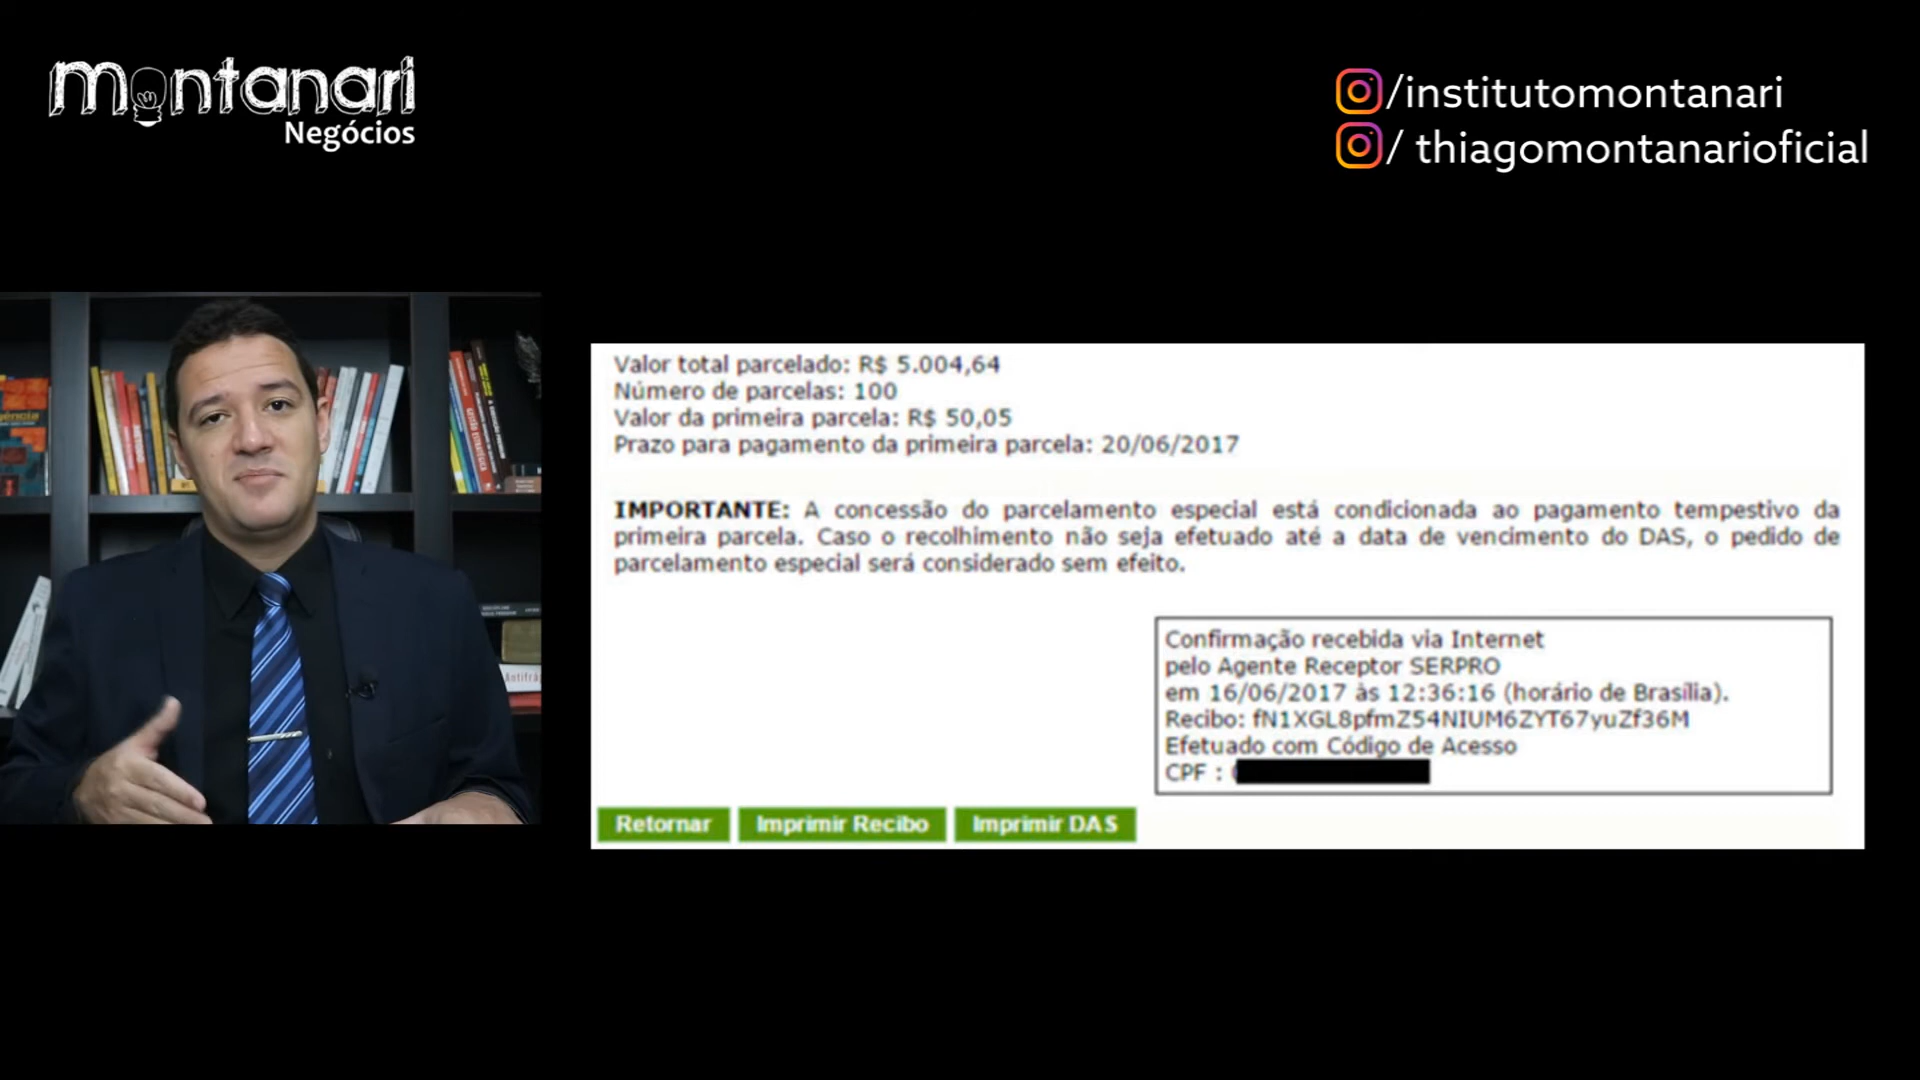 montanari
Negócios
/institutomontanari
/ thiagomontanarioficial
Valor total parcelado: R$ 5.004,64
Número de parcelas: 100
Valor da primeira parcela: R$ 50,05
Prazo para pagamento da primeira parcela: 20/06/2017
IMPORTANTE: A concessão do parcelamento especial está condicionada ao pagamento tempestivo da
primeira parcela. Caso o recolhimento não seja efetuado até a data de vencimento do DAS, o pedido de
parcelamento especial será considerado sem efeito.
Confirmação recebida via Internet
pelo Agente Receptor SERPRO
em 16/06/2017 às 12:36:16 (horário de Brasília).
Recibo: fN1XGL8pfmZ54NIUM6ZYT67yuZf36M
Efetuado com Código de Acesso
CPF :
Retornar Imprimir Recibo Imprimir DAS